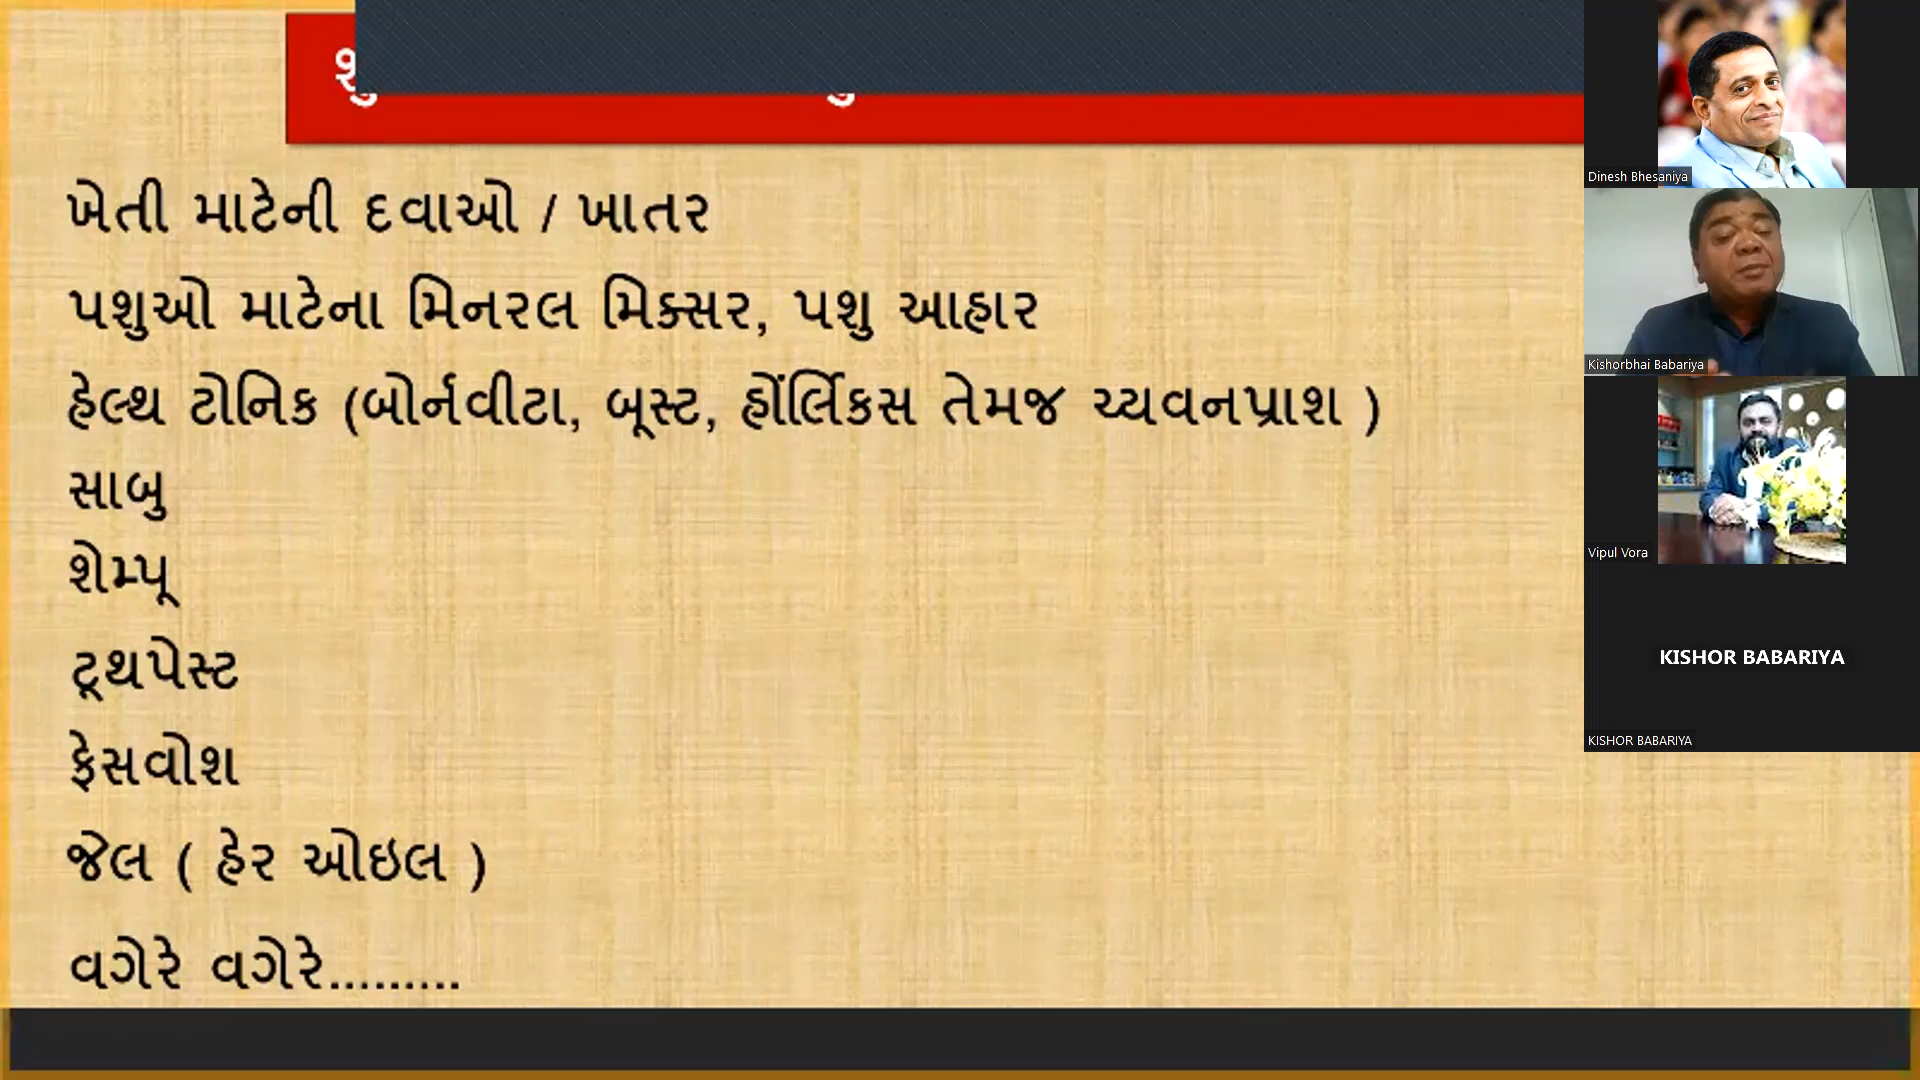 ખેતી માટેની દવાઓ / ખાતર
પશુઓ માટેના મિનરલ મિક્સર, પશુ આહાર
હેલ્થ ટોનિક (બોર્નવીટા, બૂસ્ટ, હોર્લિંકસ તેમજ ચ્યવનપ્રાશ )
સાબુ
શેમ્પૂ
ટૂથપેસ્ટ
ફેસવોશ
જેલ ( હેર ઓઇલ )
વગેરે વગેરે.........
Dinesh Bhesaniya
Kishorbhai Babariya
Vipul Vora
KISHOR BABARIYA
KISHOR BABARIYA